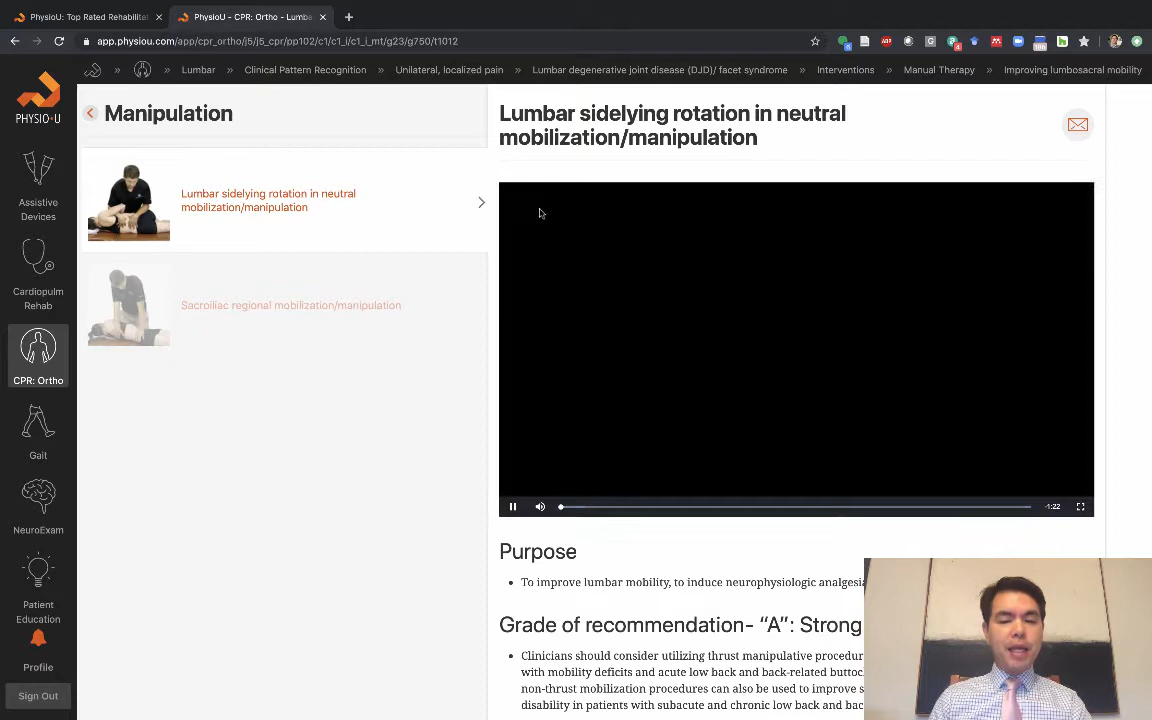 PhysioU: Top Rated Rehabilitat
PhysioU - CPR: Ortho - Lumba
app.physiou.com/app/cpr_ortho/j5/j5_cpr/pp102/c1/c1_i/c1_i_mt/g23/g750/t1012
» » Lumbar » Clinical Pattern Recognition » Unilateral, localized pain » Lumbar degenerative joint disease (DJD)/ facet syndrome » Interventions » Manual Therapy » Improving lumbosacral mobility
PHYSIO•U
Assistive
Devices
Cardiopulm
Rehab
CPR: Ortho
Gait
NeuroExam
Patient
Education
Profile
Sign Out
Manipulation
Lumbar sidelying rotation in neutral
mobilization/manipulation
Sacroiliac regional mobilization/manipulation
Lumbar sidelying rotation in neutral
mobilization/manipulation
-1:22
Purpose
• To improve lumbar mobility, to induce neurophysiologic analgesia
Grade of recommendation- “A”: Strong
• Clinicians should consider utilizing thrust manipulative procedur
with mobility deficits and acute low back and back-related buttoc
non-thrust mobilization procedures can also be used to improve s
disability in patients with subacute and chronic low back and bac